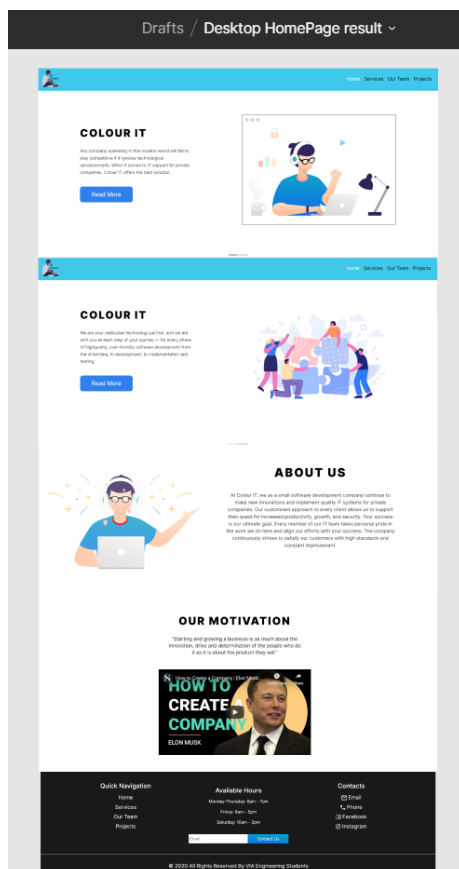 Drafts / Desktop HomePage result
Home Services Our Team Projects
COLOUR IT
Any company operating in this modern world will fail to
stop competitive if it ignores technological
advancements. When it comes to IT support for private
companies, Colour IT offers the best solution.
Read More
Home Services Our Team Projects
COLOUR IT
We are your dedicated technology partner, and we are
with you at each step of your journey — for every phase
of highquality, user-friendly software development from
the initial idea, to development, to implementation and
testing.
Read More
ABOUT US
At Colour IT, we as a small software development company continue to
make new innovations and implement quality IT systems for private
companies. Our customised approach to every client allows us to support
their quest for increased productivity, growth, and security. Your success
is our ultimate goal. Every member of our IT team takes personal pride in
the work we do here and align our efforts with your success. The company
continuously strives to satisfy our customers with high standards and
constant improvement.
OUR MOTIVATION
"Starting and growing a business is as much about the
innovation, drive and determination of the people who do
it as it is about the product they sell."
How to Create a Company | Elon Musk
HOW TO
CREATE A
COMPANY
ELON MUSK
Quick Navigation
Home
Services
Our Team
Projects
Available Hours
Monday-Thursday: 8am - 7pm
Friday: 8am - 5pm
Saturday: 10am - 2pm
Email
Contact Us
Contacts
Email
Phone
Facebook
Instagram
© 2020 All Rights Reserved By VIA Engineering Students